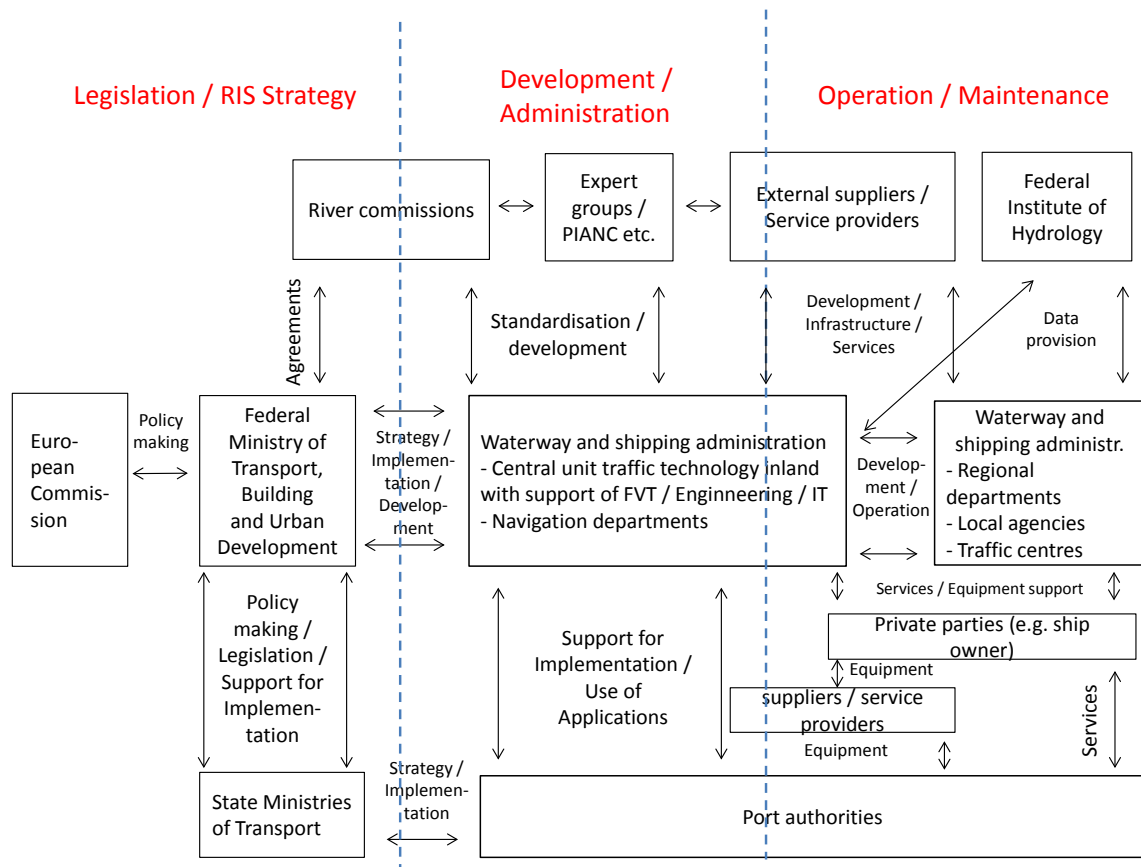 Legislation / RIS Strategy
Development /
Administration
Operation / Maintenance
River commissions
Expert
groups /
PIANC etc.
External suppliers /
Service providers
Federal
Institute of
Hydrology
Agreements
Standardisation /
development
Development /
Infrastructure /
Services
Data
provision
Euro-
pean
Commis-
sion
Policy
making
Federal
Ministry of
Transport,
Building
and Urban
Development
Strategy /
Implemen-
tation /
Develop-
ment
Waterway and shipping administration
- Central unit traffic technology inland
with support of FVT / Enginneering / IT
- Navigation departments
Develop-
ment /
Operation
Waterway and
shipping administr.
- Regional
departments
- Local agencies
- Traffic centres
Services / Equipment support
Private parties (e.g. ship
owner)
Equipment
suppliers / service
providers
Equipment
Services
Policy
making /
Legislation /
Support for
Implemen-
tation
Support for
Implementation /
Use of
Applications
State Ministries
of Transport
Strategy /
Implemen-
tation
Port authorities